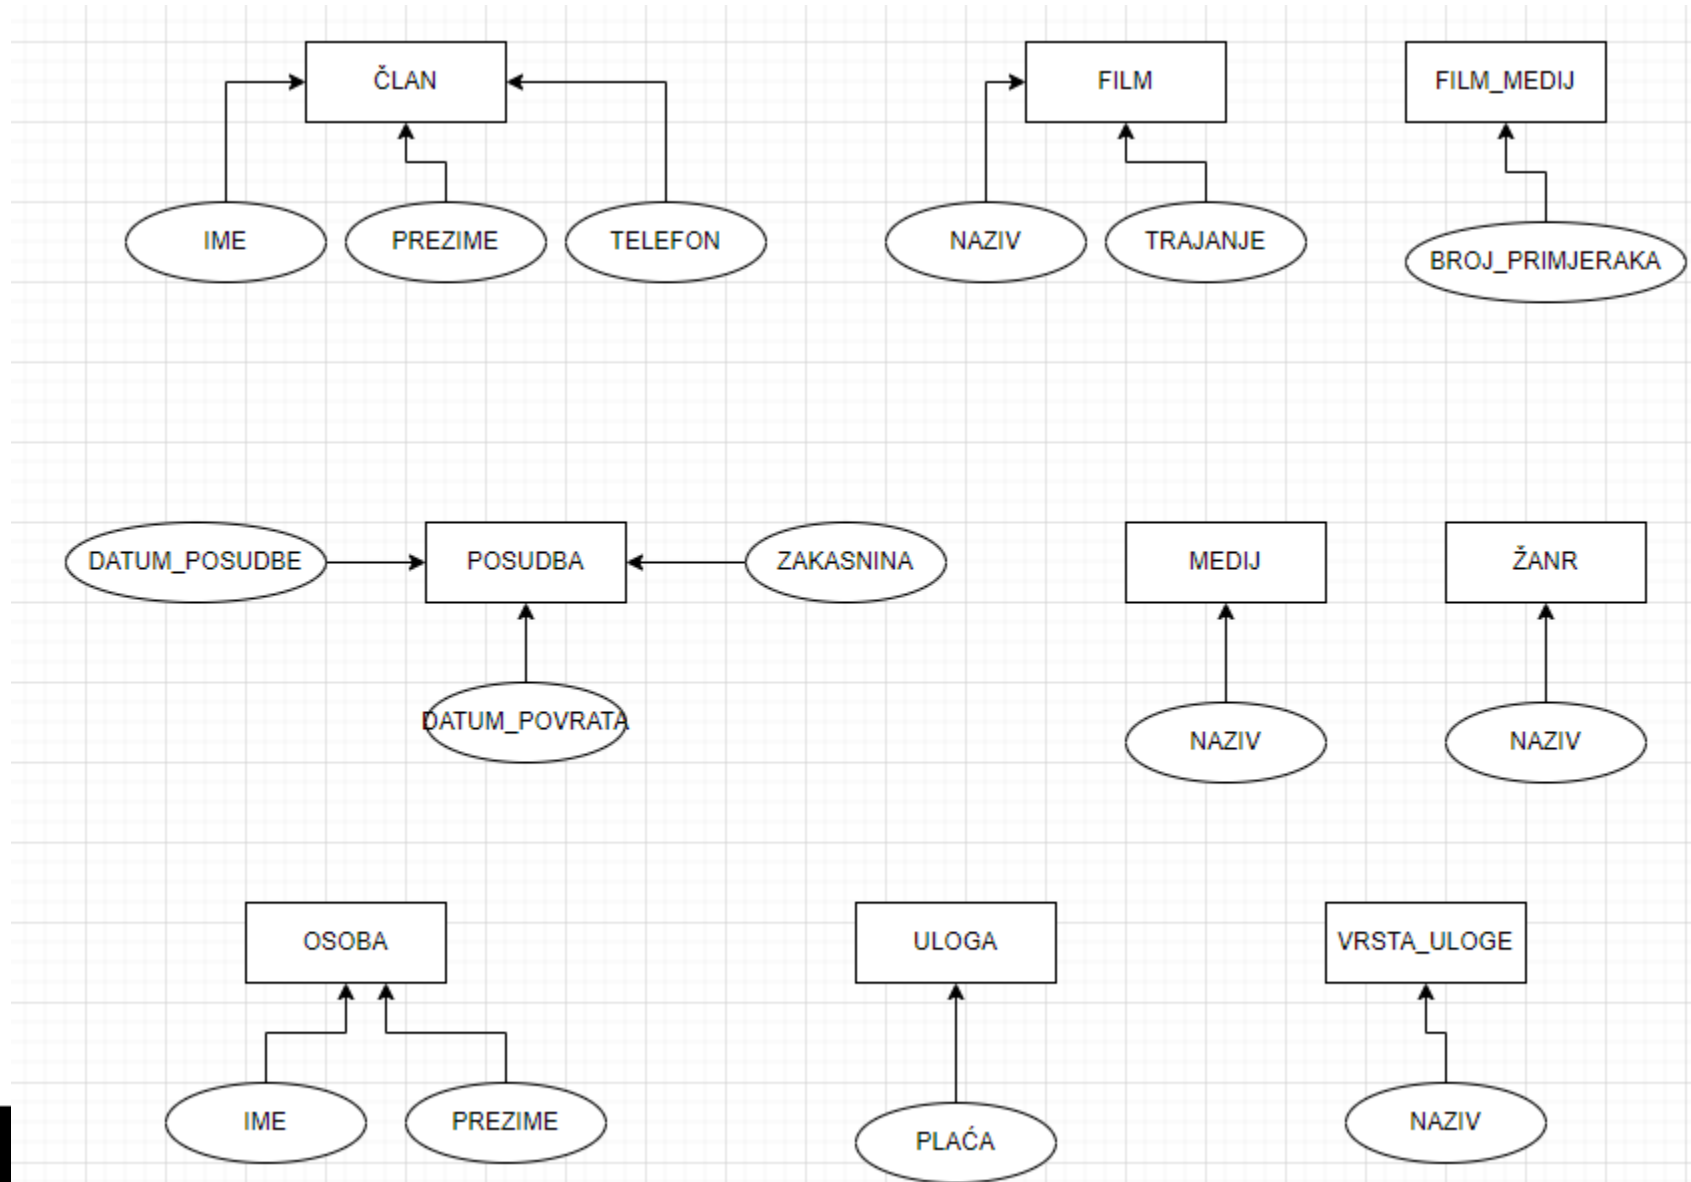 ČLAN
FILM
FILM_MEDIJ
IME
PREZIME
TELEFON
NAZIV
TRAJANJE
BROJ_PRIMJERAKA
DATUM_POSUDBE
POSUDBA
ZAKASNINA
MEDIJ
ŽANR
DATUM_POVRATA
NAZIV
NAZIV
OSOBA
ULOGA
VRSTA_ULOGE
IME
PREZIME
PLAĆA
NAZIV